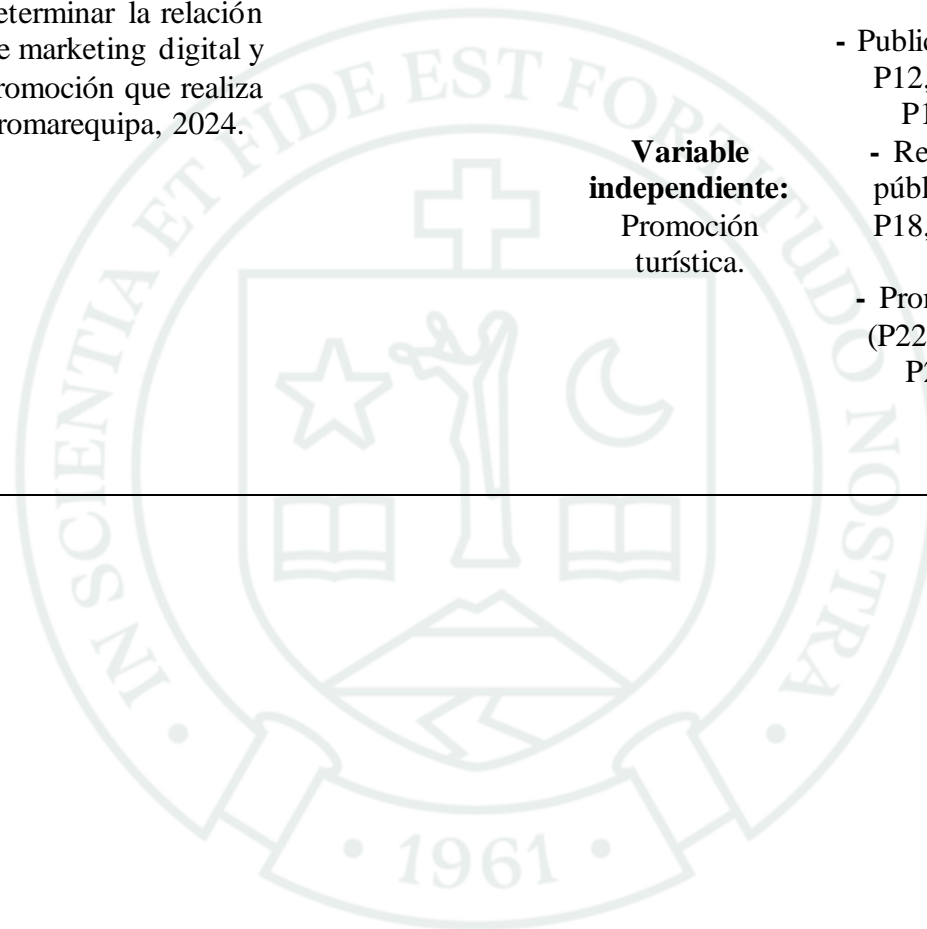 eterminar la relación
e marketing digital y
romoción que realiza
romarequipa, 2024.
Variable
independiente:
Promoción
turística.
- Public
P12,
P1
- Re
públ
P18,
- Pror
(P22
P2
IN SCIENTIA ET FIDE EST FORTITUDO NOSTRA
• 1961 •